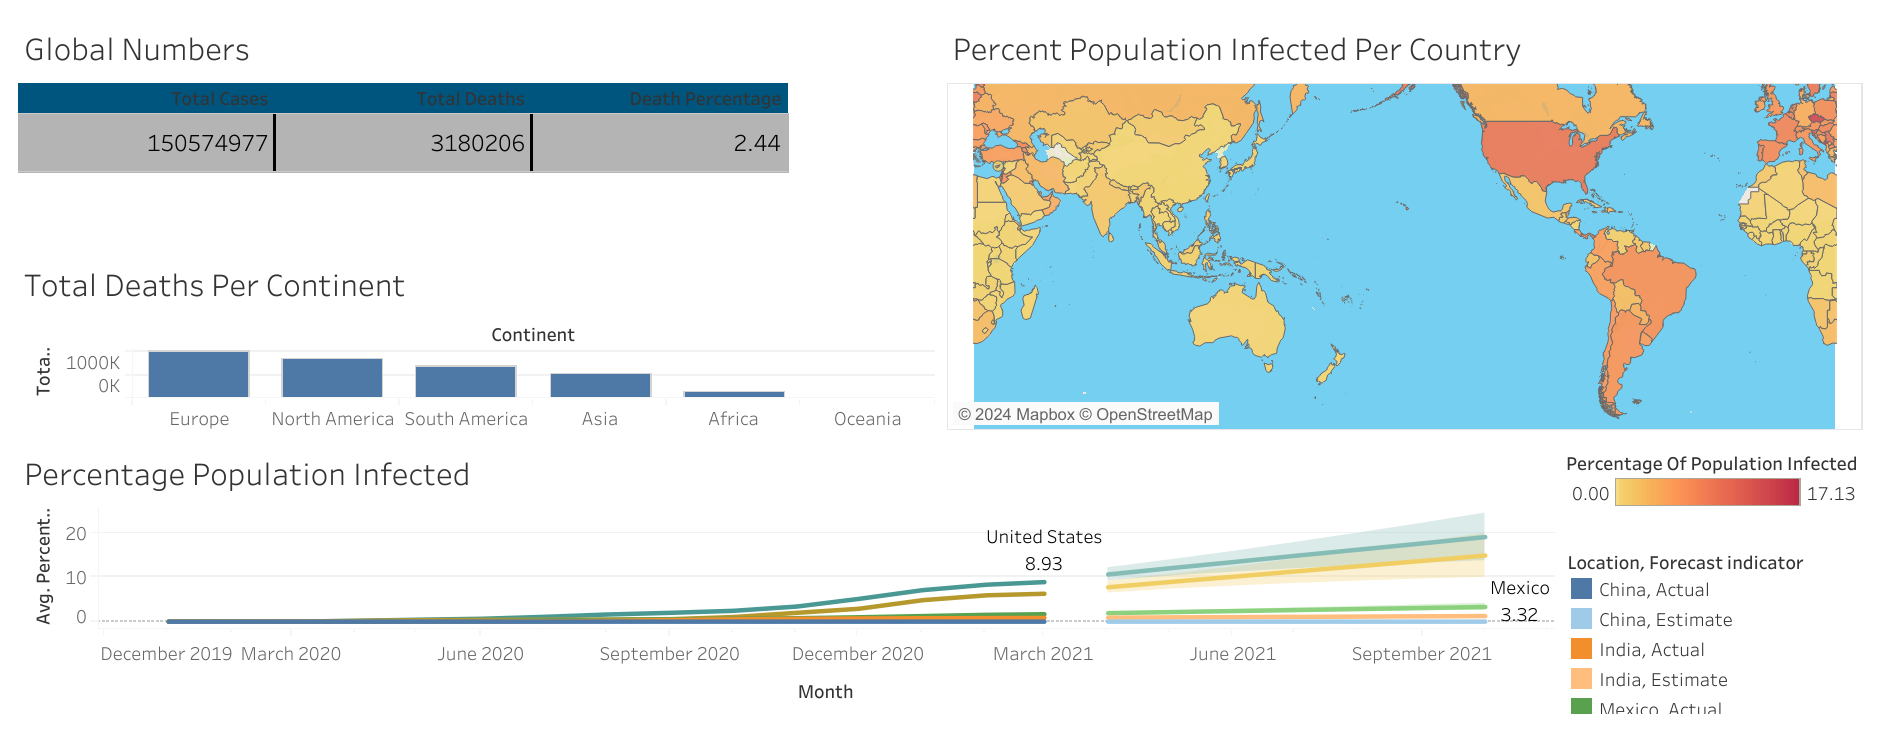 Global Numbers
Total Cases Total Deaths Death Percentage
150574977 3180206 2.44
Percent Population Infected Per Country
© 2024 Mapbox © OpenStreetMap
Total Deaths Per Continent
Continent
Tota..
1000K
0K
Europe North America South America Asia Africa Oceania
Percentage Population Infected
Percentage Of Population Infected
0.00 17.13
Avg. Percent..
20
10
0
United States
8.93
Mexico
3.32
December 2019 March 2020 June 2020 September 2020 December 2020 March 2021 June 2021 September 2021
Month
Location, Forecast indicator
China, Actual
China, Estimate
India, Actual
India, Estimate
Mexico, Actual